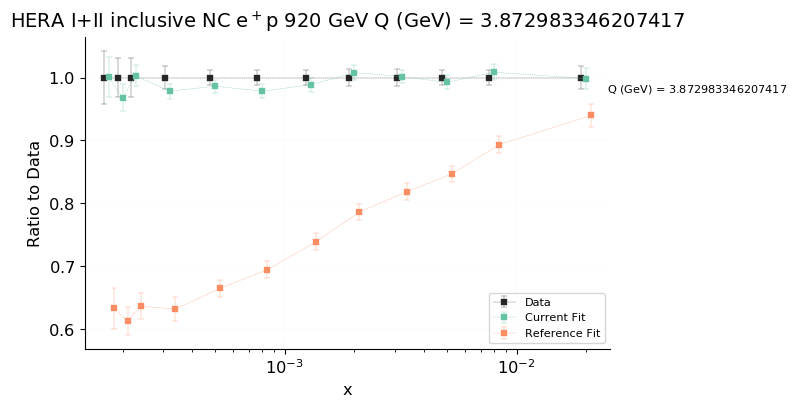 HERA I+II inclusive NC e⁺p 920 GeV Q (GeV) = 3.872983346207417
1.0
Q (GeV) = 3.872983346207417
0.9
Ratio to Data
0.8
0.7
0.6
Data
Current Fit
Reference Fit
10⁻³
10⁻²
x